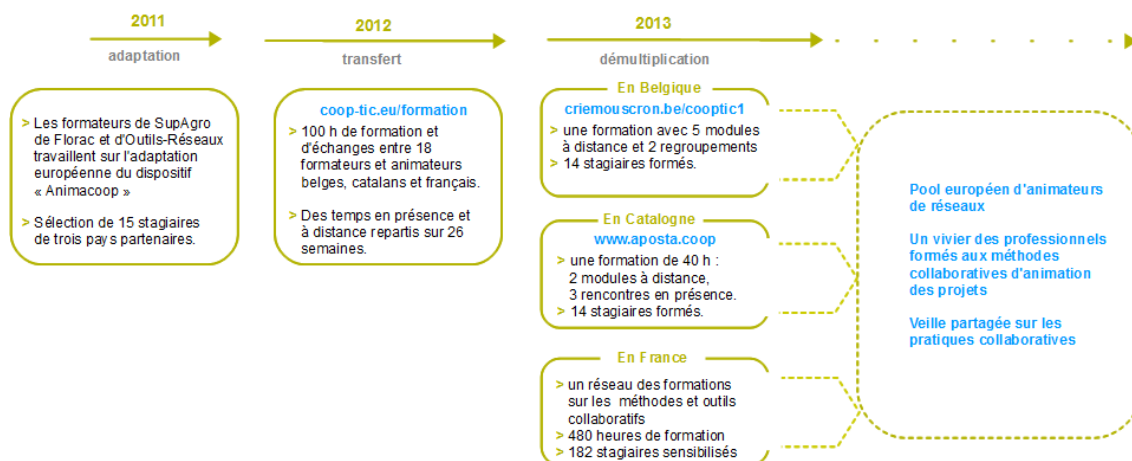 2011
adaptation
> Les formateurs de SupAgro
de Florac et d'Outils-Réseaux
travaillent sur l'adaptation
européenne du dispositif
« Animacoop »
> Sélection de 15 stagiaires
de trois pays partenaires.
2012
transfert
coop-tic.eu/formation
> 100 h de formation et
d'échanges entre 18
formateurs et animateurs
belges, catalans et français.
> Des temps en présence et
à distance repartis sur 26
semaines.
2013
démultiplication
En Belgique
criemouscron.be/cooptic1
> une formation avec 5 modules
à distance et 2 regroupements
> 14 stagiaires formés.
En Catalogne
www.aposta.coop
> une formation de 40 h :
2 modules à distance,
3 rencontres en présence.
> 14 stagiaires formés.
En France
> un réseau des formations
sur les méthodes et outils
collaboratifs
> 480 heures de formation
> 182 stagiaires sensibilisés
Pool européen d'animateurs
de réseaux
Un vivier des professionnels
formés aux méthodes
collaboratives d'animation
des projets
Veille partagée sur les
pratiques collaboratives